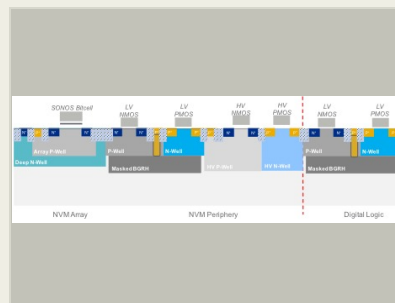 SONOS Bitcell
LV
NMOS
LV
PMOS
HV
NMOS
HV
PMOS
LV
NMOS
LV
PMOS
Array P-Well
Deep N-Well
P-Well
N-Well
Masked BGRH
HV P-Well
HV N-Well
P-Well
N-Well
Masked BGRH
NVM Array
NVM Periphery
Digital Logic